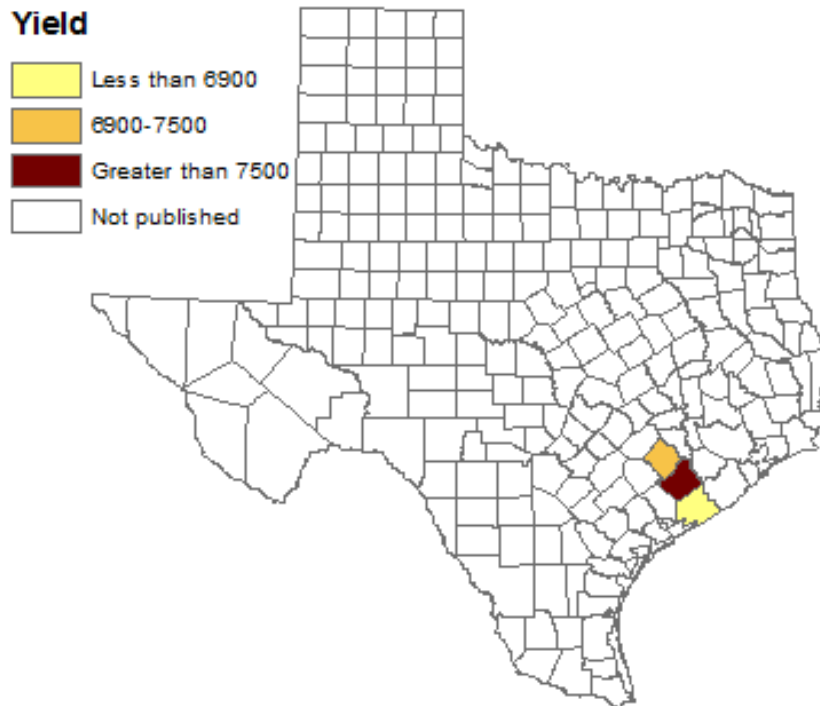 Yield
Less than 6900
6900-7500
Greater than 7500
Not published